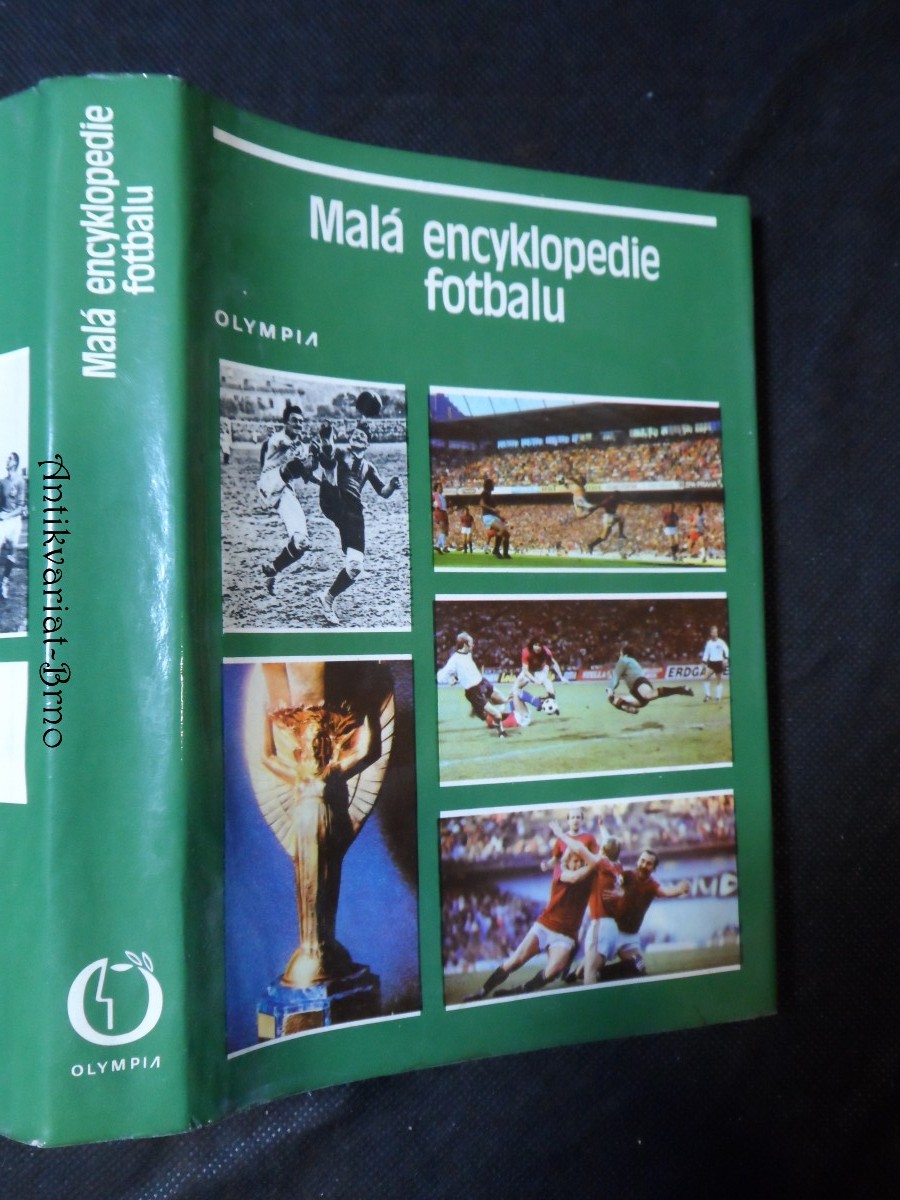 Malá encyklopedie
fotbalu
OLYMPIA
Malá encyklopedie
fotbalu
OLYMPIA
Antikvariat-Brno
ERDGA